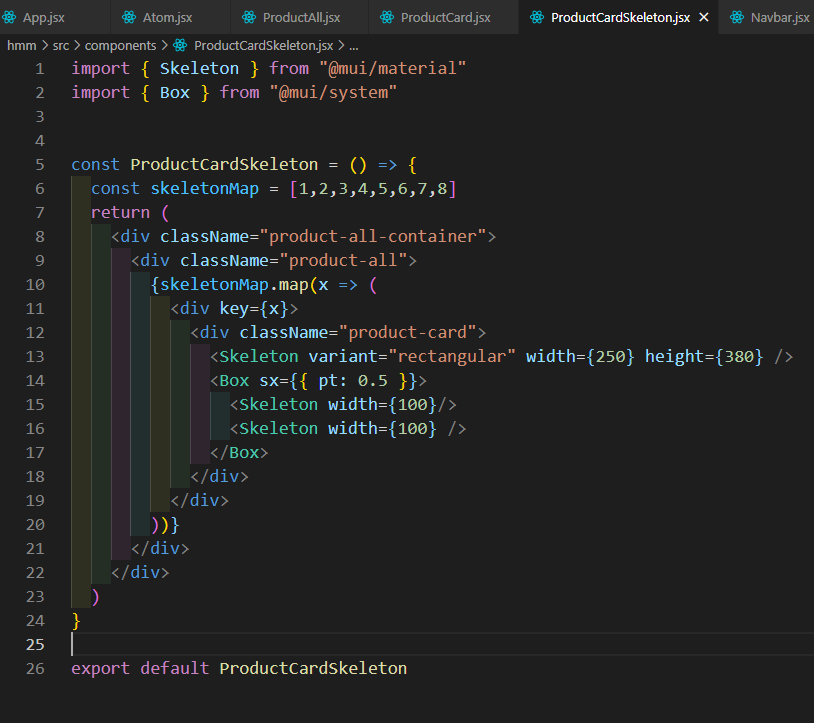 App.jsx Atom.jsx ProductAll.jsx ProductCard.jsx ProductCardSkeleton.jsx Navbar.jsx
hmm > src > components > ProductCardSkeleton.jsx > ...
1 import { Skeleton } from "@mui/material"
2 import { Box } from "@mui/system"
3
4
5 const ProductCardSkeleton = () => {
6   const skeletonMap = [1,2,3,4,5,6,7,8]
7   return (
8     <div className="product-all-container">
9       <div className="product-all">
10         {skeletonMap.map(x => (
11           <div key={x}>
12             <div className="product-card">
13               <Skeleton variant="rectangular" width={250} height={380} />
14               <Box sx={{ pt: 0.5 }}>
15                 <Skeleton width={100}/>
16                 <Skeleton width={100} />
17               </Box>
18             </div>
19           </div>
20         ))}
21       </div>
22     </div>
23   )
24 }
25
26 export default ProductCardSkeleton